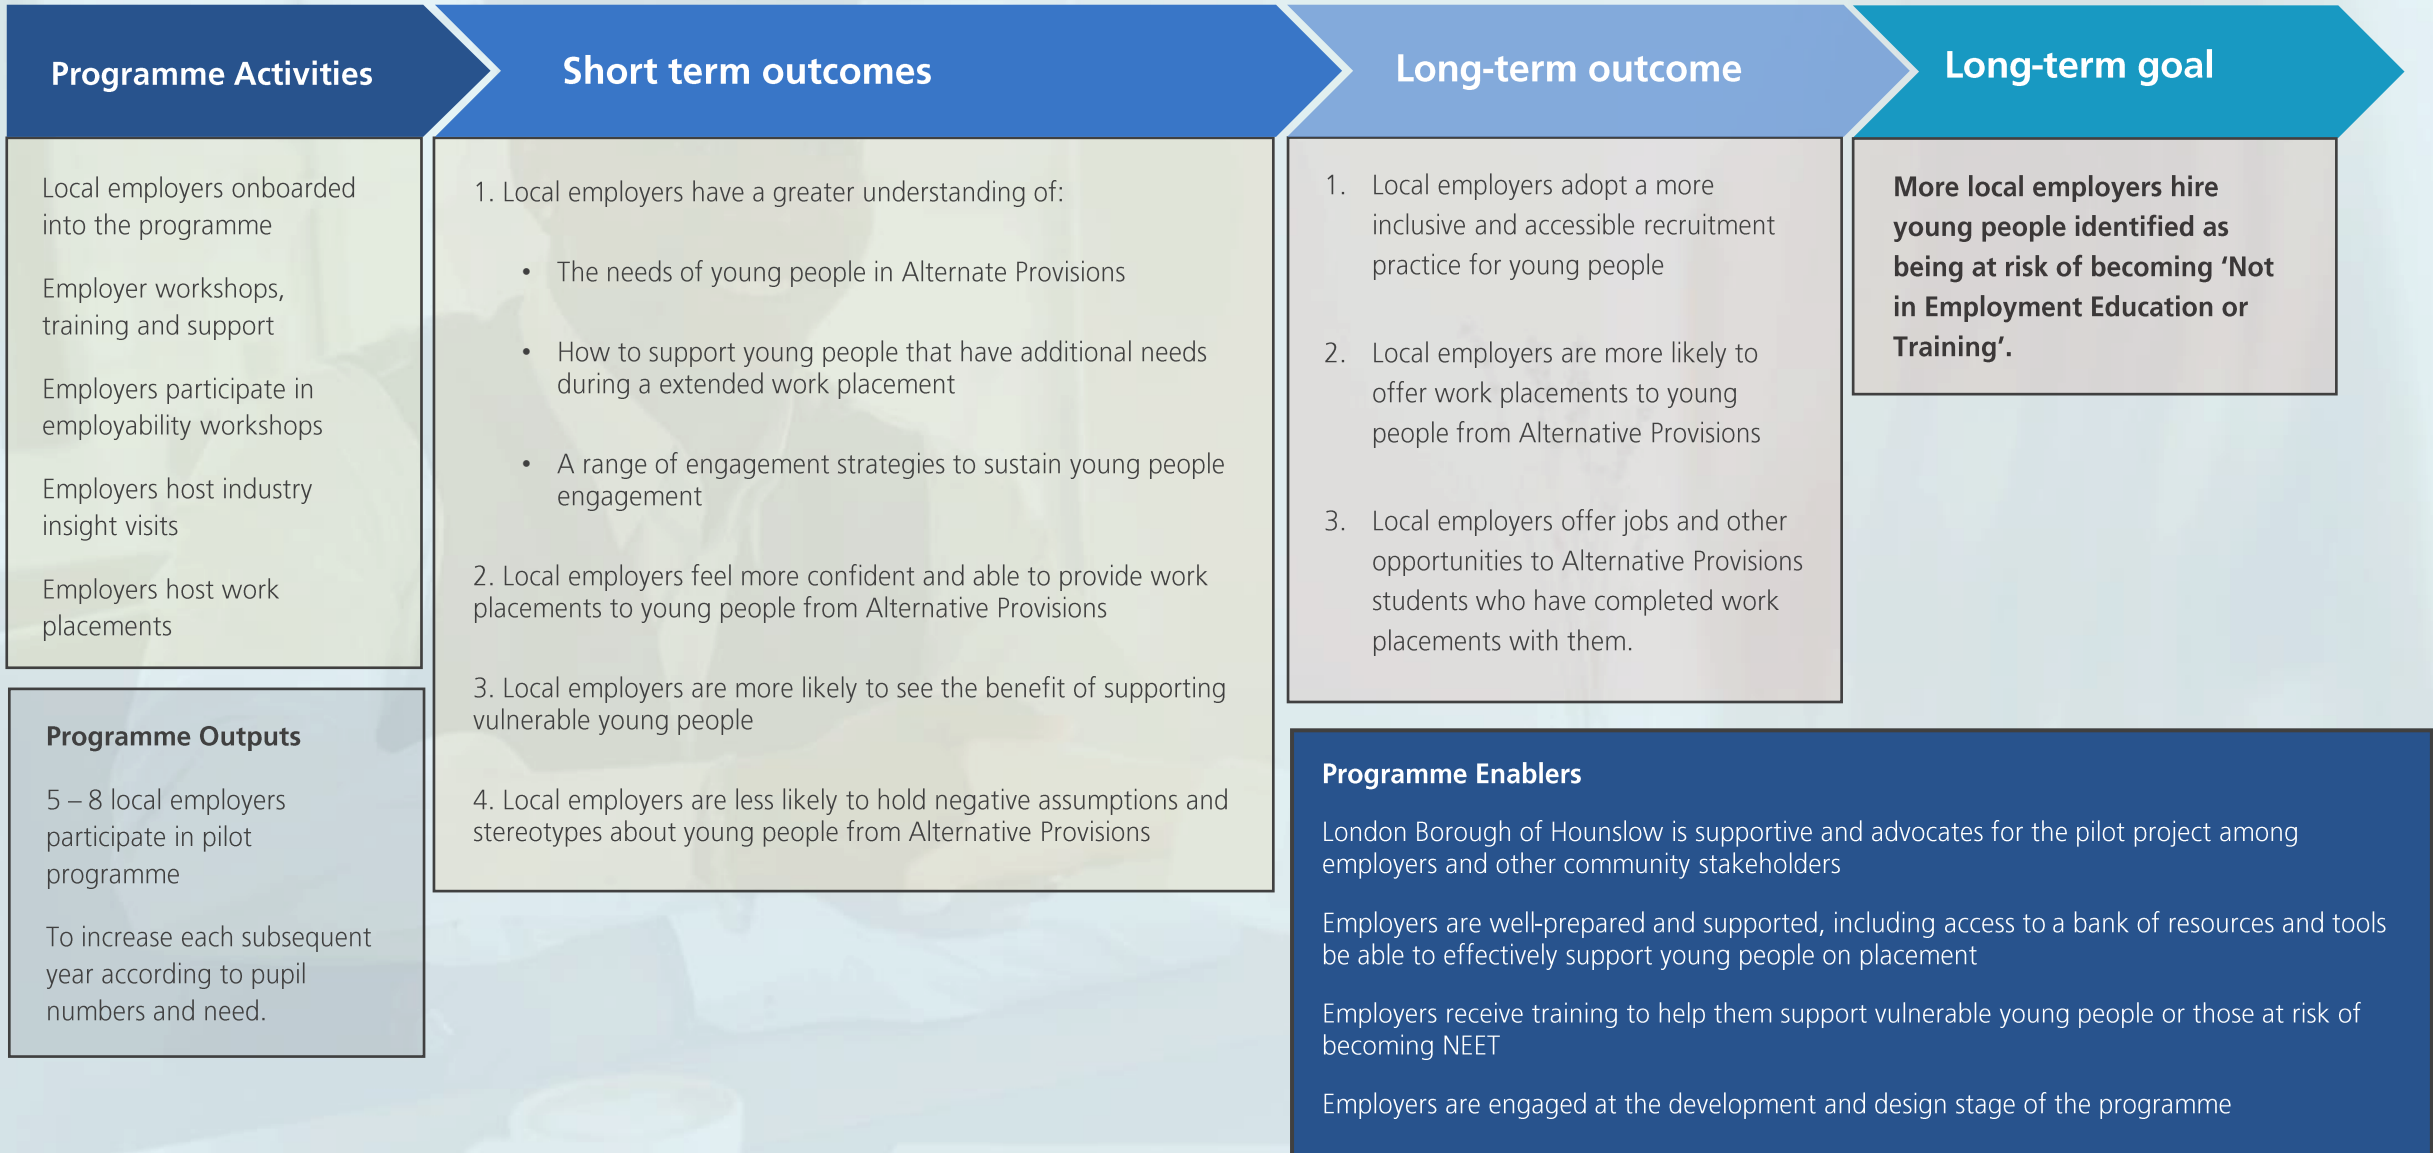 Programme Activities
Local employers onboarded
into the programme
Employer workshops,
training and support
Employers participate in
employability workshops
Employers host industry
insight visits
Employers host work
placements
Programme Outputs
5 – 8 local employers
participate in pilot
programme
To increase each subsequent
year according to pupil
numbers and need.
Short term outcomes
1. Local employers have a greater understanding of:
• The needs of young people in Alternate Provisions
• How to support young people that have additional needs
during a extended work placement
• A range of engagement strategies to sustain young people
engagement
2. Local employers feel more confident and able to provide work
placements to young people from Alternative Provisions
3. Local employers are more likely to see the benefit of supporting
vulnerable young people
4. Local employers are less likely to hold negative assumptions and
stereotypes about young people from Alternative Provisions
Long-term outcome
1. Local employers adopt a more
inclusive and accessible recruitment
practice for young people
2. Local employers are more likely to
offer work placements to young
people from Alternative Provisions
3. Local employers offer jobs and other
opportunities to Alternative Provisions
students who have completed work
placements with them.
Long-term goal
More local employers hire
young people identified as
being at risk of becoming ‘Not
in Employment Education or
Training’.
Programme Enablers
London Borough of Hounslow is supportive and advocates for the pilot project among
employers and other community stakeholders
Employers are well-prepared and supported, including access to a bank of resources and tools
be able to effectively support young people on placement
Employers receive training to help them support vulnerable young people or those at risk of
becoming NEET
Employers are engaged at the development and design stage of the programme